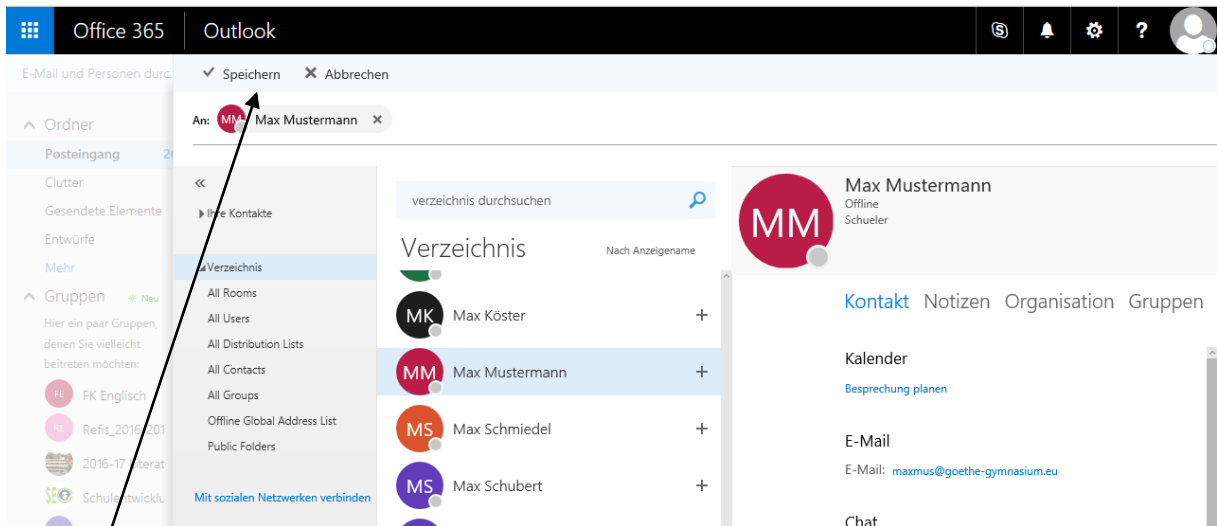 Office 365 Outlook ?
E-Mail und Personen durc
Speichern Abbrechen
An: MM Max Mustermann ×
Ordner
Posteingang
Clutter
Gesendete Elemente
Entwürfe
Mehr
Gruppen Neu
Hier ein paar Gruppen,
denen Sie vielleicht
beitreten möchten:
FE FK Englisch
RE Refis_2016-201
2016-17 Literat
Schulentwicklu
«
Ihre Kontakte
Verzeichnis
All Rooms
All Users
All Distribution Lists
All Contacts
All Groups
Offline Global Address List
Public Folders
Mit sozialen Netzwerken verbinden
verzeichnis durchsuchen
Verzeichnis Nach Anzeigename
MK Max Köster +
MM Max Mustermann +
MS Max Schmiedel +
MS Max Schubert +
MM
Max Mustermann
Offline
Schueler
Kontakt Notizen Organisation Gruppen
Kalender
Besprechung planen
E-Mail
E-Mail: maxmus@goethe-gymnasium.eu
Chat